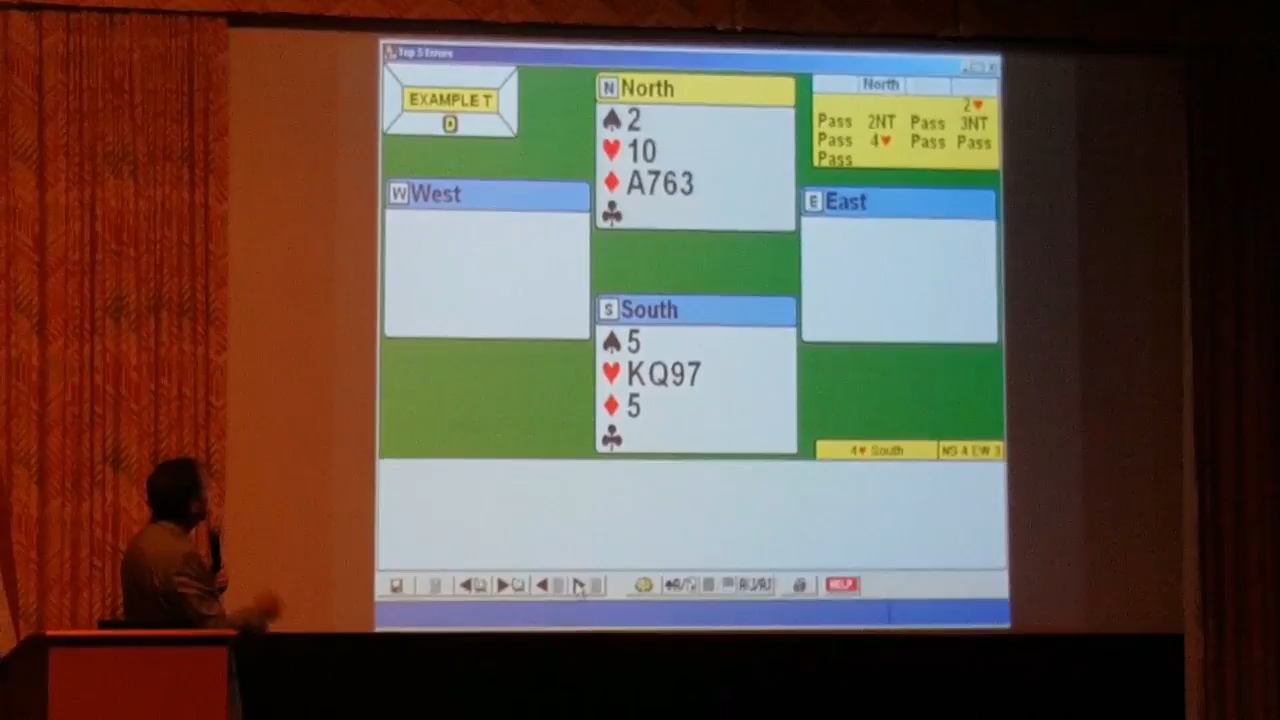 Top 5 Errors
EXAMPLE T
D
N North
♠ 2
♥ 10
♦ A763
♣
North
2♥
Pass 2NT Pass 3NT
Pass 4♥ Pass Pass
Pass
W West
E East
S South
♠ 5
♥ KQ97
♦ 5
♣
4♥ South
NS 4 EW 3
HELP